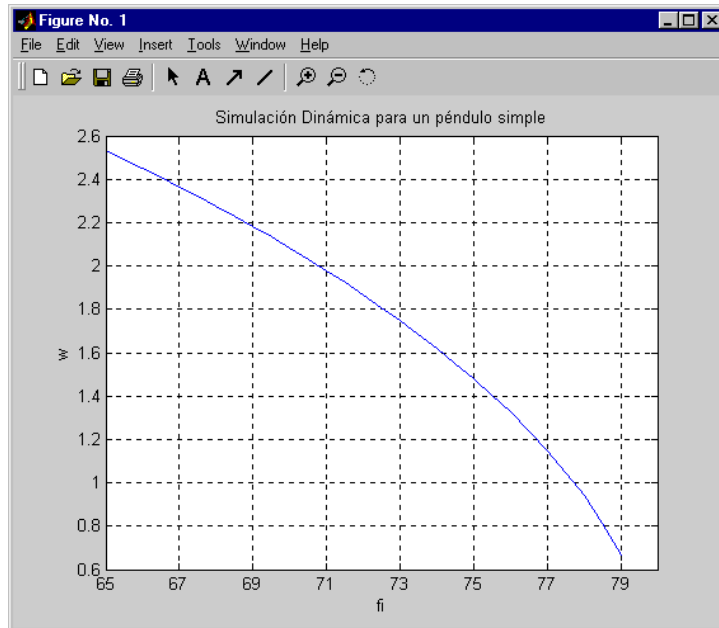 Figure No. 1
File Edit View Insert Tools Window Help
A
Simulación Dinámica para un péndulo simple
2.6
2.4
2.2
2
1.8
1.6
1.4
1.2
1
0.8
0.6
w
65 67 69 71 73 75 77 79
fi